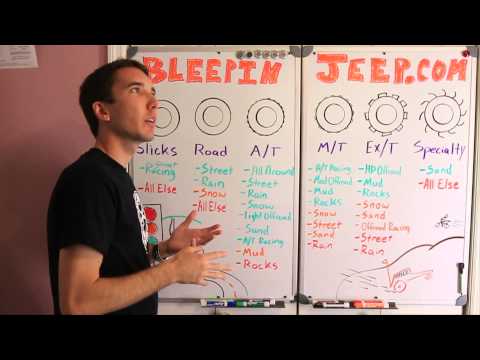 BLEEPIN JEEP.COM
Slicks Road A/T M/T Ex/T Specialty
-Street
Racing
-All Else
-Street
-Rain
-Snow
-All Else
-All Around
-Street
-Rain
-Snow
-Light Offroad
-Sand
-A/T Racing
-Mud
-Rocks
-A/T Racing
-Mod Offroad
-Mud
-Rocks
-Snow
-Street
-Sand
-Rain
-HD Offroad
-Mud
-Rocks
-Snow
-Sand
-Offroad Racing
-Street
-Rain
-Sand
-All Else